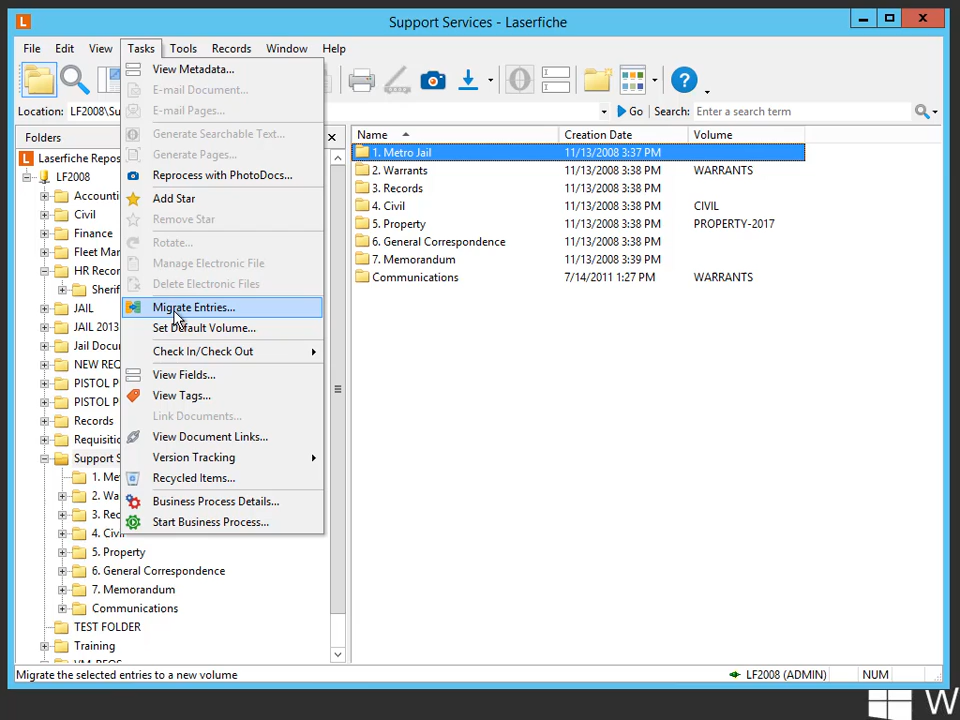 Support Services - Laserfiche
File Edit View Tasks Tools Records Window Help
Location: LF2008\Su Go Search: Enter a search term
Folders
Laserfiche Repos
LF2008
Accounti
Civil
Finance
Fleet Mar
HR Recor
Sherif
JAIL
JAIL 2013
Jail Docu
NEW REQ
PISTOL P
PISTOL P
Records
Requisiti
Support S
1. Me
2. Wa
3. Rec
4. Civi
5. Property
6. General Correspondence
7. Memorandum
Communications
TEST FOLDER
Training
View Metadata...
E-mail Document...
E-mail Pages...
Generate Searchable Text...
Generate Pages...
Reprocess with PhotoDocs...
Add Star
Remove Star
Rotate...
Manage Electronic File
Delete Electronic Files
Migrate Entries...
Set Default Volume...
Check In/Check Out
View Fields...
View Tags...
Link Documents...
View Document Links...
Version Tracking
Recycled Items...
Business Process Details...
Start Business Process...
Name Creation Date Volume
1. Metro Jail 11/13/2008 3:37 PM
2. Warrants 11/13/2008 3:38 PM WARRANTS
3. Records 11/13/2008 3:38 PM
4. Civil 11/13/2008 3:38 PM CIVIL
5. Property 11/13/2008 3:38 PM PROPERTY-2017
6. General Correspondence 11/13/2008 3:38 PM
7. Memorandum 11/13/2008 3:39 PM
Communications 7/14/2011 1:27 PM WARRANTS
Migrate the selected entries to a new volume LF2008 (ADMIN) NUM
W